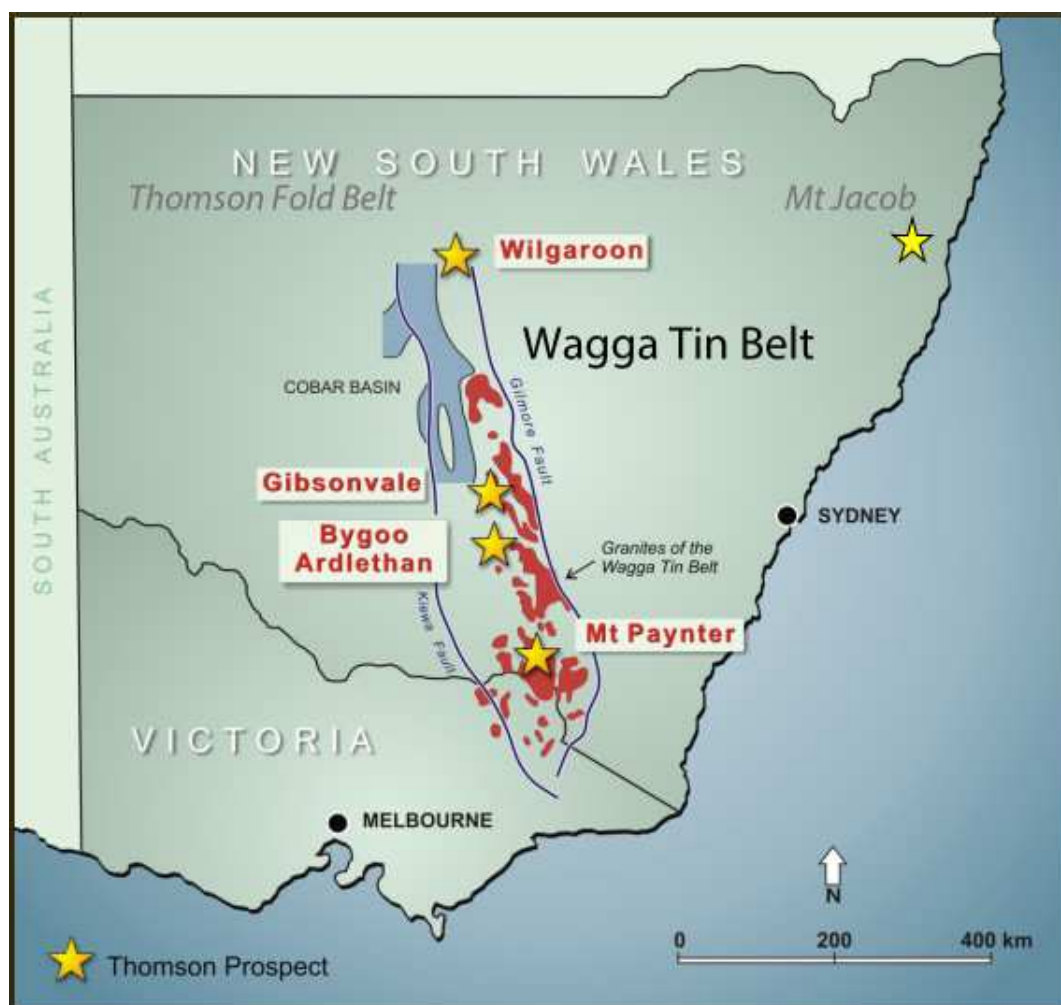 NEW SOUTH WALES
Thomson Fold Belt
Mt Jacob
Wilgaroon
Wagga Tin Belt
SOUTH AUSTRALIA
COBAR BASIN
Gilmore Fault
Gibsonvale
SYDNEY
Bygoo
Ardlethan
Granites of the
Wagga Tin Belt
Kiewa Fault
Mt Paynter
VICTORIA
MELBOURNE
N
0 200 400 km
Thomson Prospect